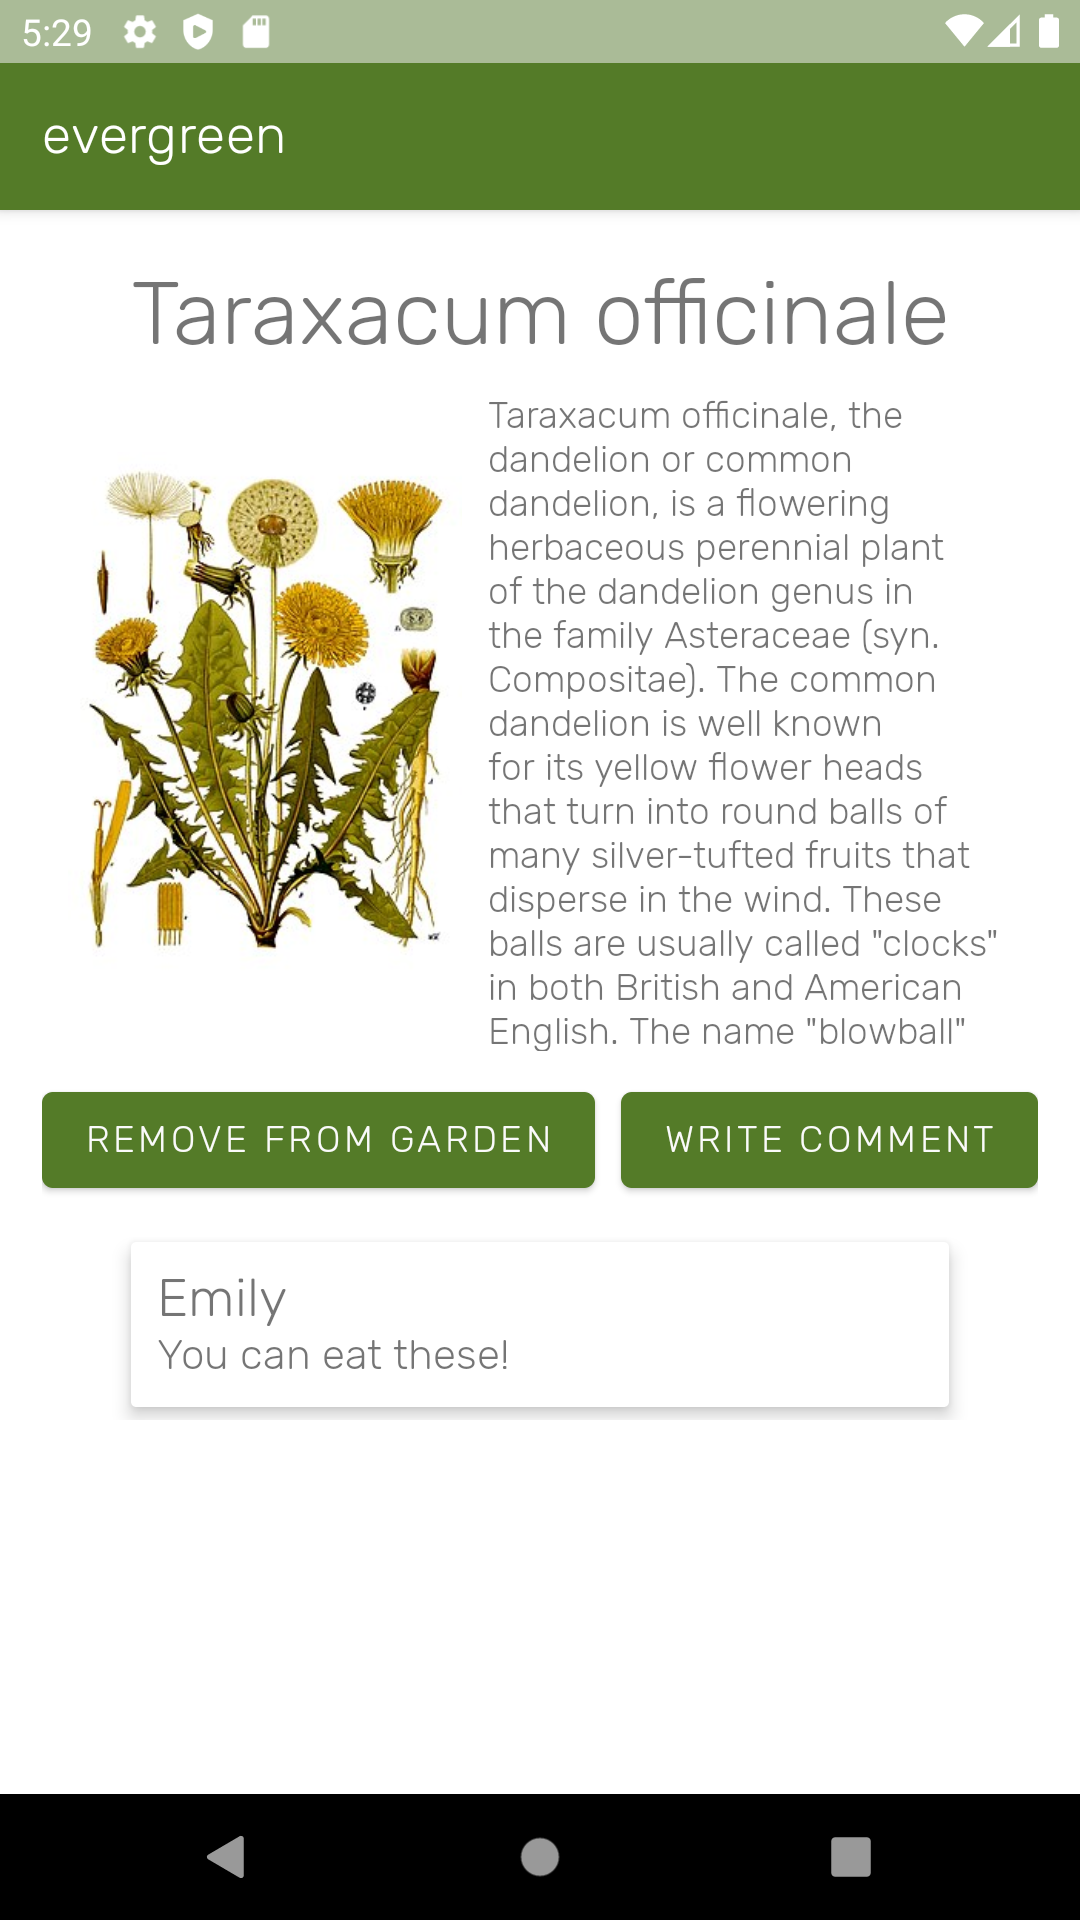 5:29
evergreen
Taraxacum officinale
Taraxacum officinale, the
dandelion or common
dandelion, is a flowering
herbaceous perennial plant
of the dandelion genus in
the family Asteraceae (syn.
Compositae). The common
dandelion is well known
for its yellow flower heads
that turn into round balls of
many silver-tufted fruits that
disperse in the wind. These
balls are usually called "clocks"
in both British and American
English. The name "blowball"
REMOVE FROM GARDEN
WRITE COMMENT
Emily
You can eat these!